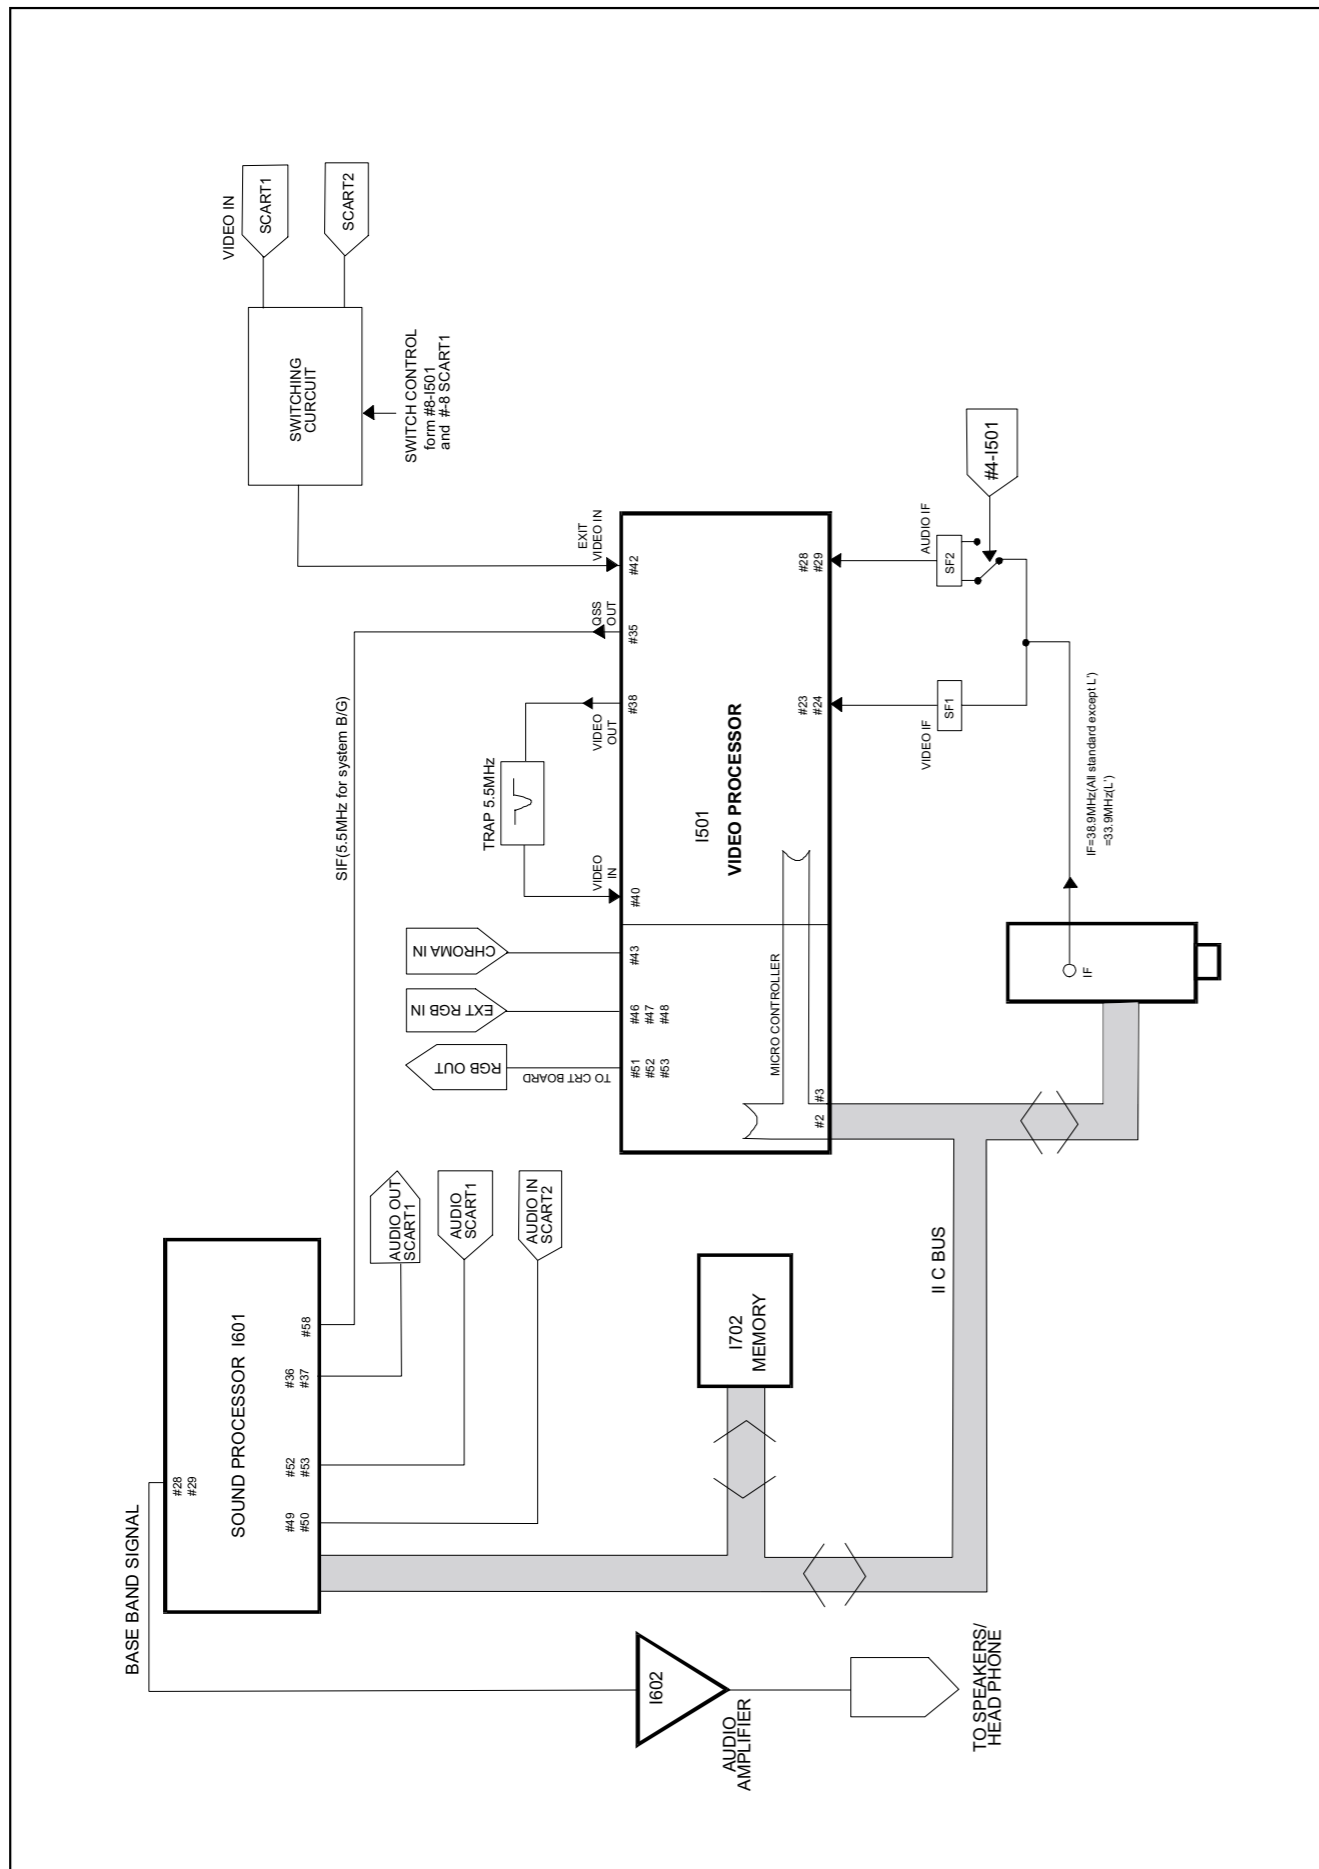 VIDEO IN
SCART1
SCART2
SWITCHING
CURCUIT
SWITCH CONTROL
form #8-I501
and #-8 SCART1
#4-I501
EXIT
VIDEO IN
#42
QSS
OUT
#35
#28
#29
AUDIO IF
SF2
SIF(5.5MHz for system B/G)
VIDEO
OUT
#38
TRAP 5.5MHz
VIDEO
IN
#40
I501
VIDEO PROCESSOR
#23
#24
VIDEO IF
SF1
IF=38.9MHz(All standard except L')
=33.9MHz(L')
IF
CHROMA IN
#43
EXT RGB IN
#46
#47
#48
RGB OUT
TO CRT BOARD
#51
#52
#53
MICRO CONTROLLER
#2
#3
AUDIO OUT
SCART1
AUDIO
SCART1
AUDIO IN
SCART2
SOUND PROCESSOR I601
#58
#36
#37
#52
#53
#49
#50
#28
#29
I702
MEMORY
II C BUS
BASE BAND SIGNAL
I602
AUDIO
AMPLIFIER
TO SPEAKERS/
HEAD PHONE